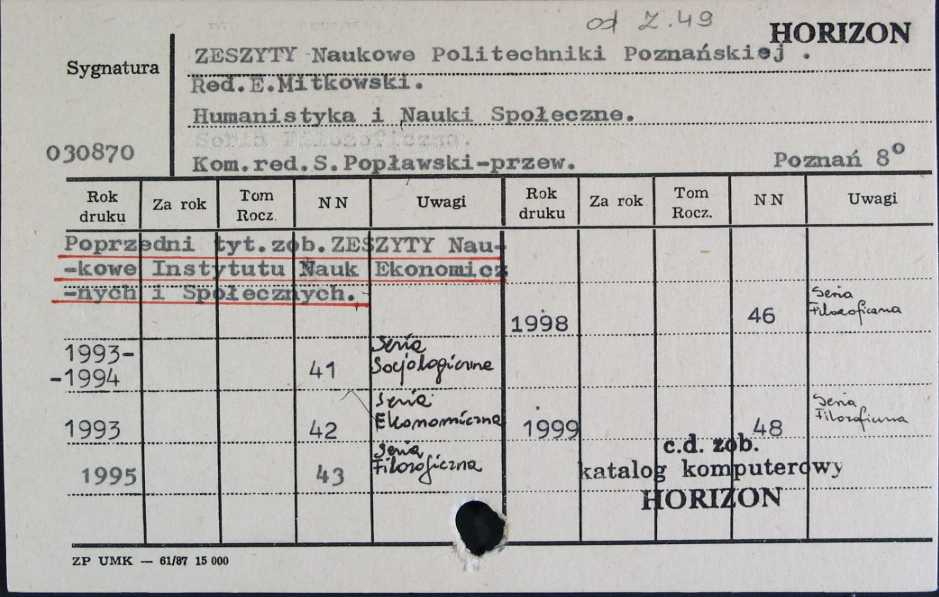 od Z.49
HORIZON
Sygnatura
ZESZYTY Naukowe Politechniki Poznańskiej .
Red.E.Mitkowski.
Humanistyka i Nauki Społeczne.
Seria Filozoficzna.
030870
Kom.red.S.Popławski-przew.
Poznań 8°
Rok druku Za rok Tom Rocz. NN Uwagi Rok druku Za rok Tom Rocz. NN Uwagi
Poprzedni tyt.zob.ZESZYTY Nau-
-kowe Instytutu Nauk Ekonomicz
-nych i Społecznych.
1998 46 Seria Filozoficzna
1993-
-1994 41 Seria Socjologiczna
1993 42 Seria Ekonomiczna
1999 48 Seria Filozoficzna
1995 43 Seria Filozoficzna
c.d. zob.
katalog komputerowy
HORIZON
ZP UMK — 61/87 15 000